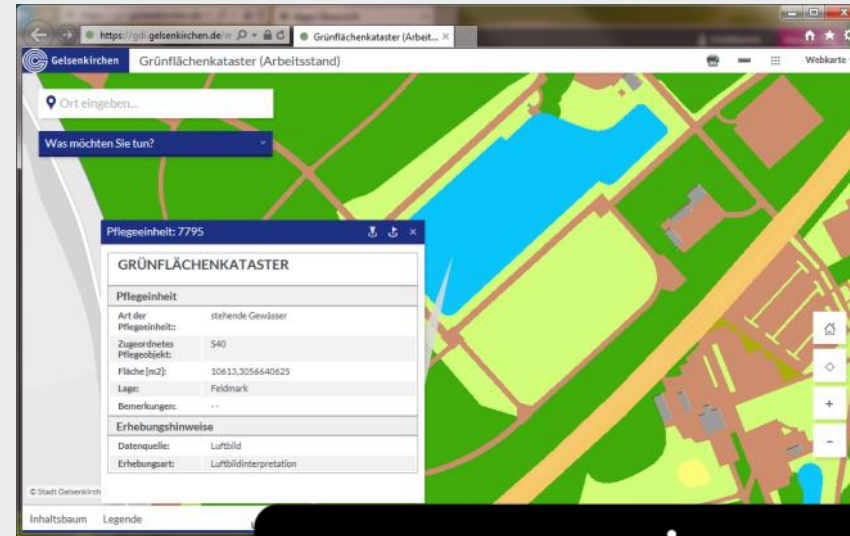 https://gdi.gelsenkirchen.de/
Grünflächenkataster (Arbeit...
Gelsenkirchen
Grünflächenkataster (Arbeitsstand)
Webkarte
Ort eingeben...
Was möchten Sie tun?
Pflegeeinheit: 7795
GRÜNFLÄCHENKATASTER
Pflegeinheit
Art der
Pflegeeinheit::
stehende Gewässer
Zugeordnetes
Pflegeobjekt:
S40
Fläche [m2]:
10613,3056640625
Lage:
Feldmark
Bemerkungen:
--
Erhebungshinweise
Datenquelle:
Luftbild
Erhebungsart:
Luftbildinterpretation
© Stadt Gelsenkirch
Inhaltsbaum
Legende